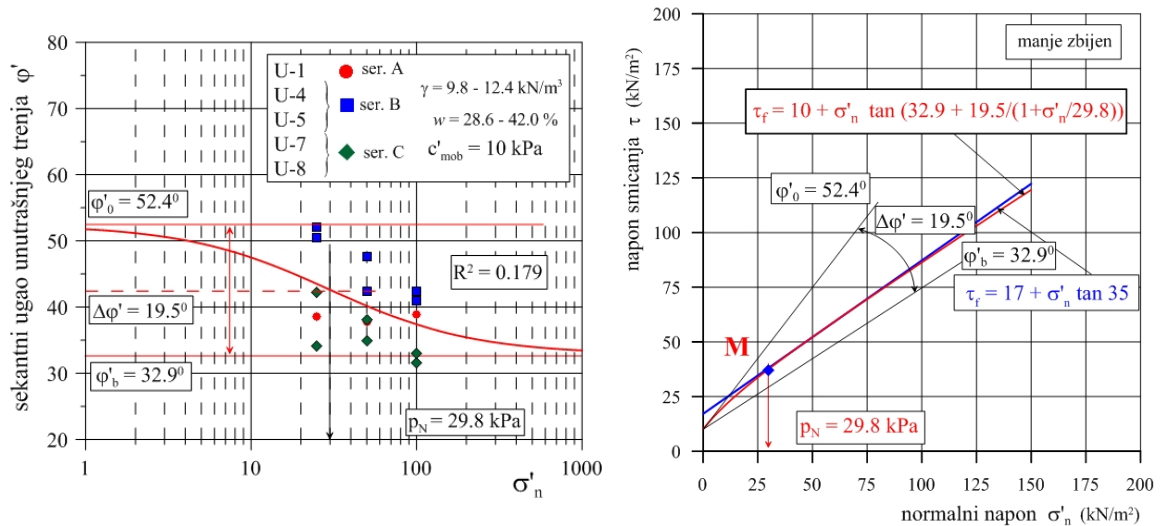 sekantni ugao unutrašnjeg trenja φ'
80
70
60
50
40
30
20
1
10
100
1000
σ'n
U-1
U-4
U-5
U-7
U-8
ser. A
ser. B
ser. C
γ = 9.8 - 12.4 kN/m³
w = 28.6 - 42.0 %
c'mob = 10 kPa
φ'0 = 52.4⁰
R² = 0.179
Δφ' = 19.5⁰
φ'b = 32.9⁰
pN = 29.8 kPa
napon smicanja τ (kN/m²)
200
175
150
125
100
75
50
25
0
manje zbijen
τf = 10 + σ'n tan (32.9 + 19.5/(1+σ'n/29.8))
φ'0 = 52.4⁰
Δφ' = 19.5⁰
φ'b = 32.9⁰
τf = 17 + σ'n tan 35
M
pN = 29.8 kPa
0
25
50
75
100
125
150
175
200
normalni napon σ'n (kN/m²)